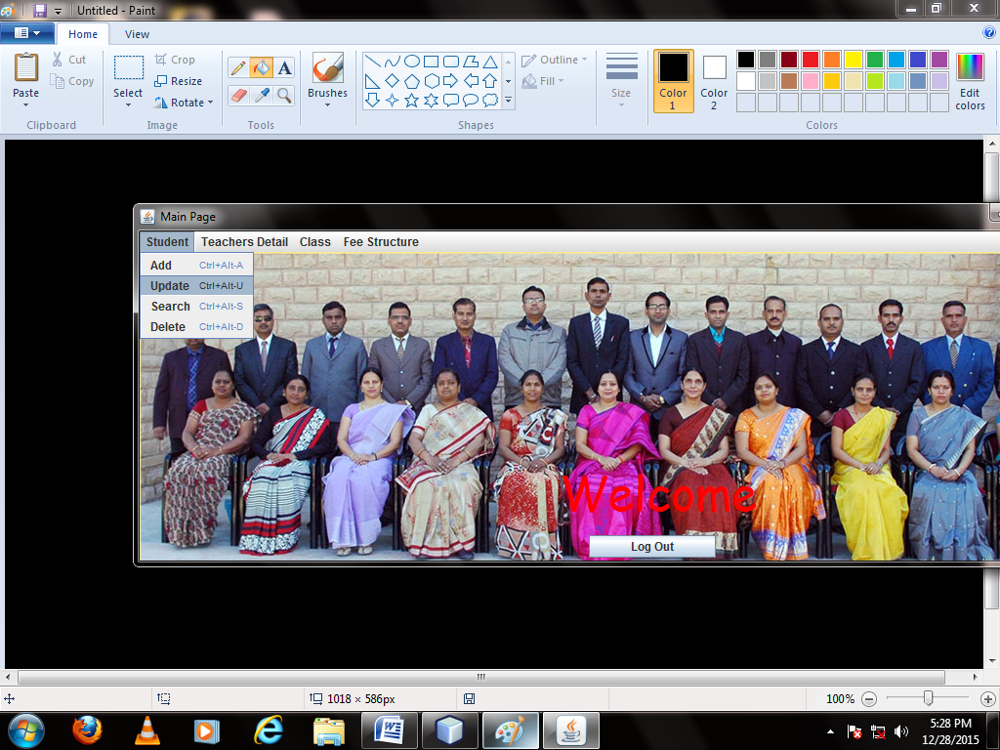 Untitled - Paint
Home View
Paste Cut Copy Clipboard
Select Crop Resize Rotate Image
A Tools
Brushes
Outline Fill Shapes
Size
Color 1 Color 2 Edit colors Colors
Main Page
Student Teachers Detail Class Fee Structure
Add Ctrl+Alt-A
Update Ctrl+Alt-U
Search Ctrl+Alt-S
Delete Ctrl+Alt-D
Welcome
Log Out
1018 × 586px 100%
5:28 PM
12/28/2015